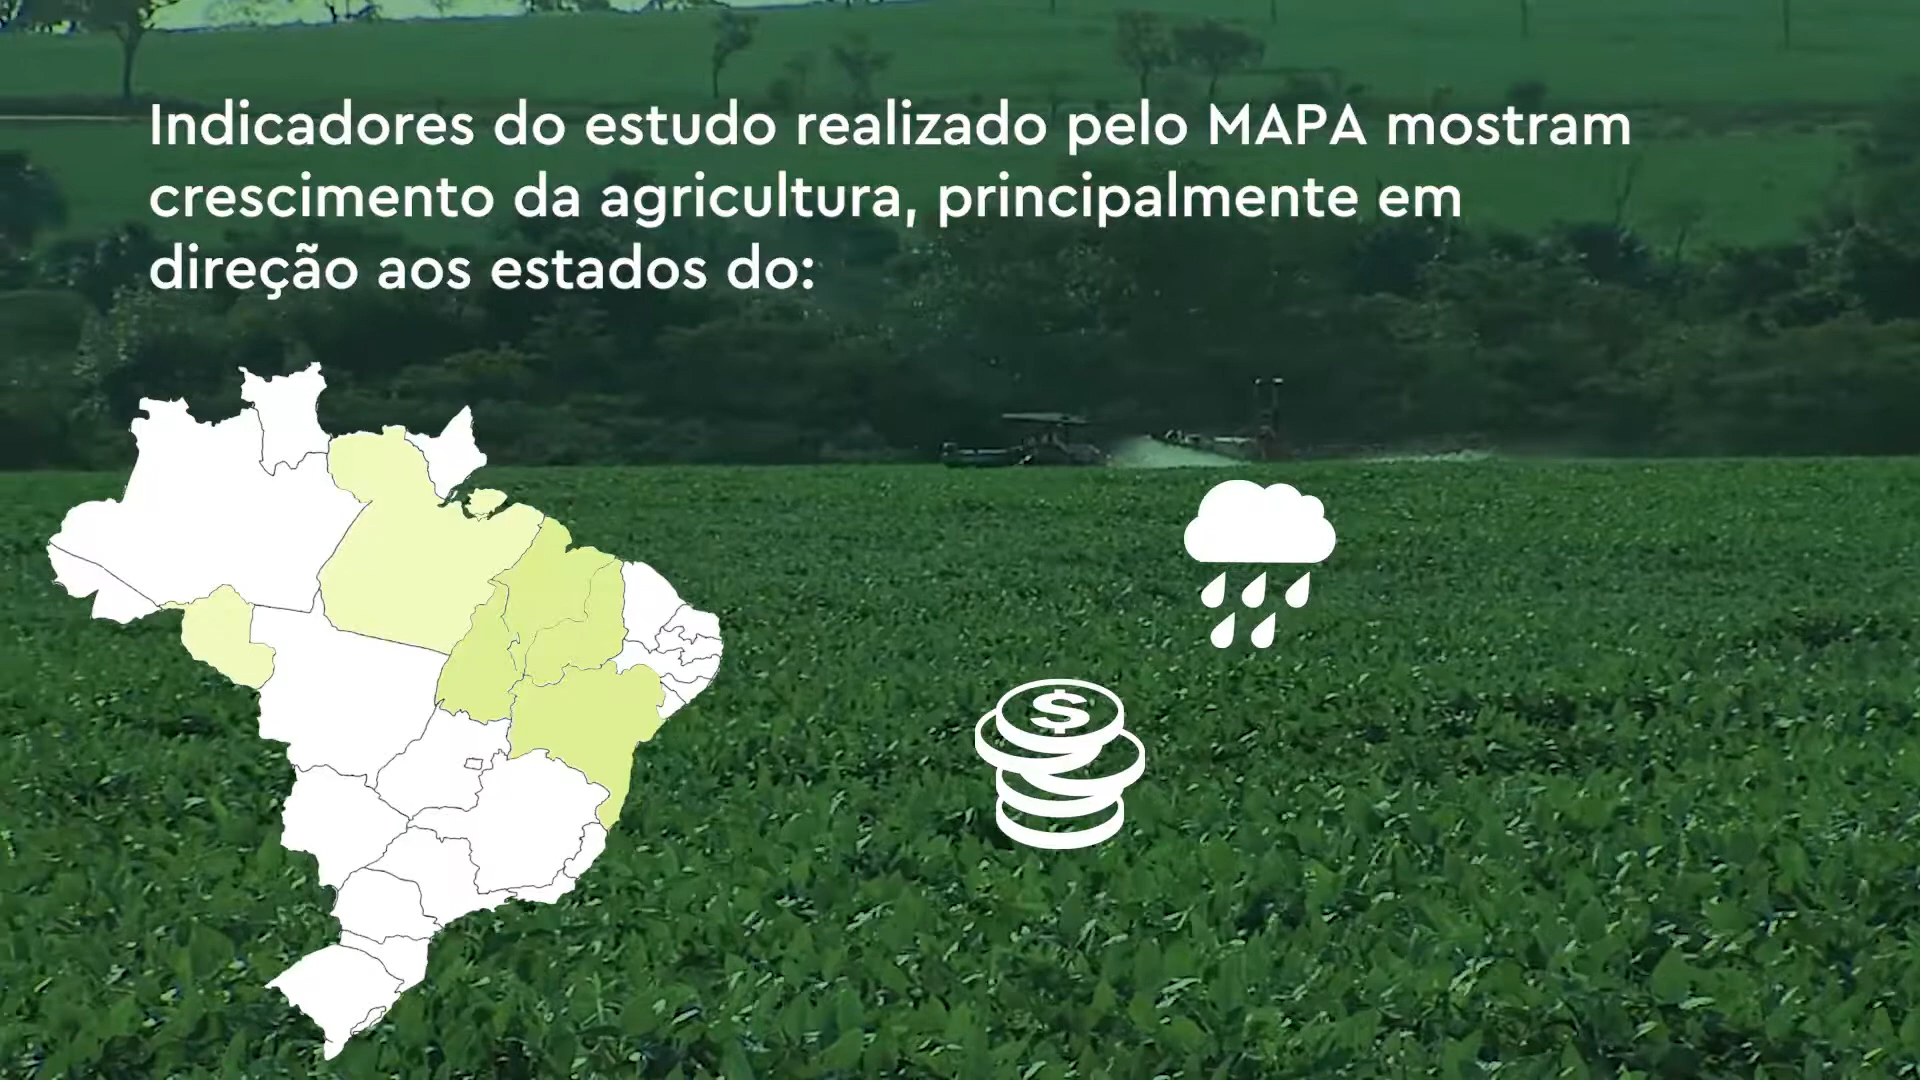 Indicadores do estudo realizado pelo MAPA mostram
crescimento da agricultura, principalmente em
direção aos estados do:
$